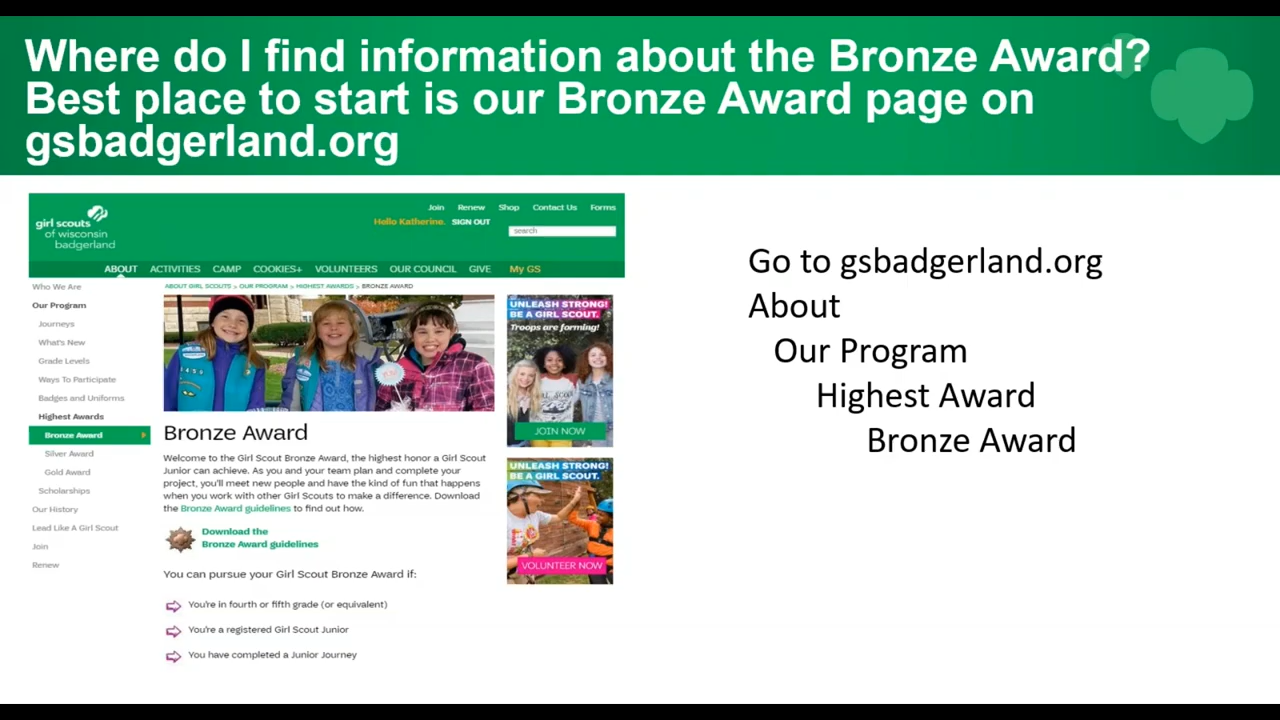 Where do I find information about the Bronze Award?
Best place to start is our Bronze Award page on
gsbadgerland.org
girl scouts
of wisconsin
badgerland
Join Renew Shop Contact Us Forms
Hello Katherine. SIGN OUT
search
ABOUT ACTIVITIES CAMP COOKIES+ VOLUNTEERS OUR COUNCIL GIVE My GS
Who We Are
Our Program
Journeys
What's New
Grade Levels
Ways To Participate
Badges and Uniforms
Highest Awards
Bronze Award
Silver Award
Gold Award
Scholarships
Our History
Lead Like A Girl Scout
Join
Renew
ABOUT GIRL SCOUTS > OUR PROGRAM > HIGHEST AWARDS > BRONZE AWARD
Bronze Award
Welcome to the Girl Scout Bronze Award, the highest honor a Girl Scout
Junior can achieve. As you and your team plan and complete your
project, you'll meet new people and have the kind of fun that happens
when you work with other Girl Scouts to make a difference. Download
the Bronze Award guidelines to find out how.
Download the
Bronze Award guidelines
You can pursue your Girl Scout Bronze Award if:
You're in fourth or fifth grade (or equivalent)
You're a registered Girl Scout Junior
You have completed a Junior Journey
UNLEASH STRONG!
BE A GIRL SCOUT.
Troops are forming!
JOIN NOW
UNLEASH STRONG!
BE A GIRL SCOUT.
VOLUNTEER NOW
Go to gsbadgerland.org
About
Our Program
Highest Award
Bronze Award